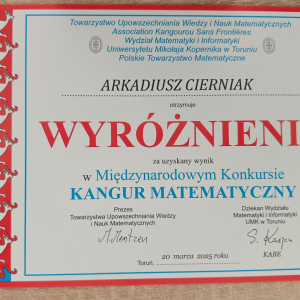 Towarzystwo Upowszechniania Wiedzy i Nauk Matematycznych
Association Kangourou Sans Frontières
Wydział Matematyki i Informatyki
Uniwersytetu Mikołaja Kopernika w Toruniu
Polskie Towarzystwo Matematyczne
ARKADIUSZ CIERNIAK
otrzymuje
WYRÓŻNIENI
za uzyskany wynik
w Międzynarodowym Konkursie
KANGUR MATEMATYCZNY
Prezes
Towarzystwa Upowszechniania Wiedzy
i Nauk Matematycznych
Dziekan Wydziału
Matematyki i Informatyki
UMK w Toruniu
KABE
Toruń, 20 marca 2025 roku